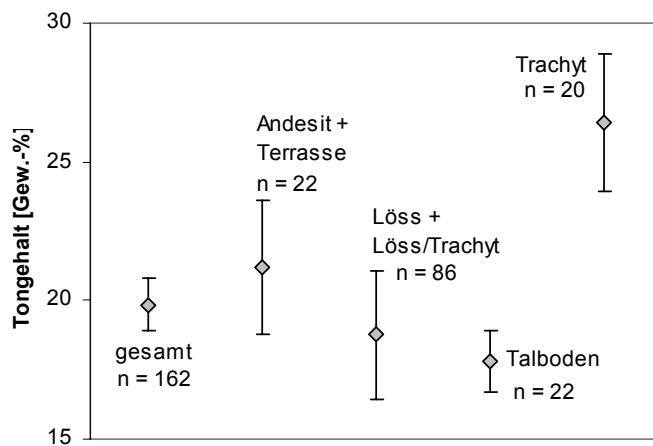 Tongehalt [Gew.-%]
30
25
20
15
gesamt
n = 162
Andesit +
Terrasse
n = 22
Löss +
Löss/Trachyt
n = 86
Talboden
n = 22
Trachyt
n = 20